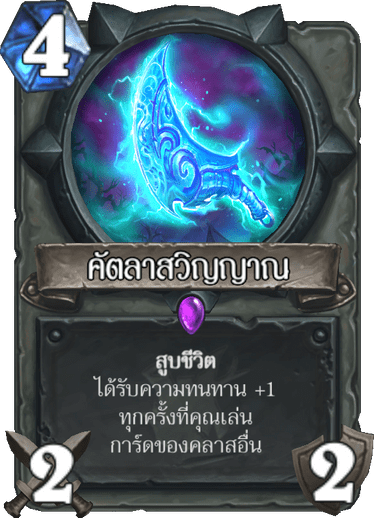 4
คัตลาสวิญญาณ
สูบชีวิต
ได้รับความทนทาน +1
ทุกครั้งที่คุณเล่น
การ์ดของคลาสอื่น
2
2